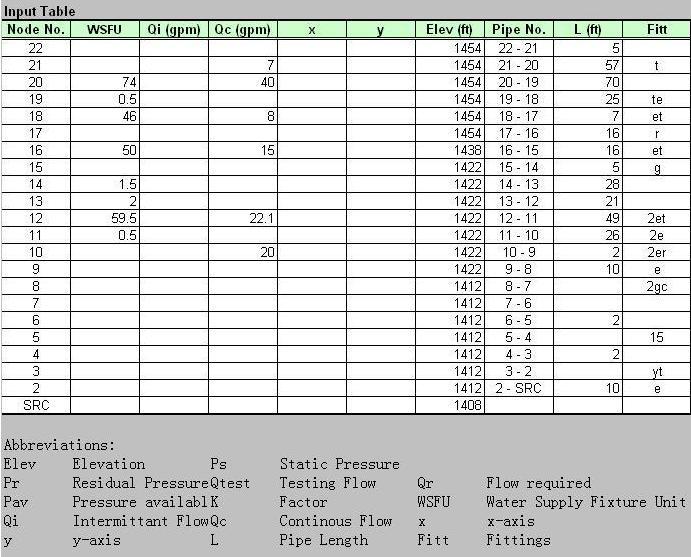 Input Table
Node No. WSFU Qi (gpm) Qc (gpm) x y Elev (ft) Pipe No. L (ft) Fitt
22 1454 22 - 21 5
21 7 1454 21 - 20 57 t
20 74 40 1454 20 - 19 70
19 0.5 1454 19 - 18 25 te
18 46 8 1454 18 - 17 7 et
17 1454 17 - 16 16 r
16 50 15 1438 16 - 15 16 et
15 1422 15 - 14 5 g
14 1.5 1422 14 - 13 28
13 2 1422 13 - 12 21
12 59.5 22.1 1422 12 - 11 49 2et
11 0.5 1422 11 - 10 26 2e
10 20 1422 10 - 9 2 2er
9 1422 9 - 8 10 e
8 1412 8 - 7 2gc
7 1412 7 - 6
6 1412 6 - 5 2
5 1412 5 - 4 15
4 1412 4 - 3 2
3 1412 3 - 2 yt
2 1412 2 - SRC 10 e
SRC 1408
Abbreviations:
Elev Elevation Ps Static Pressure
Pr Residual Pressure Qtest Testing Flow Qr Flow required
Pav Pressure availabl K Factor WSFU Water Supply Fixture Unit
Qi Intermittant Flow Qc Continous Flow x x-axis
y y-axis L Pipe Length Fitt Fittings